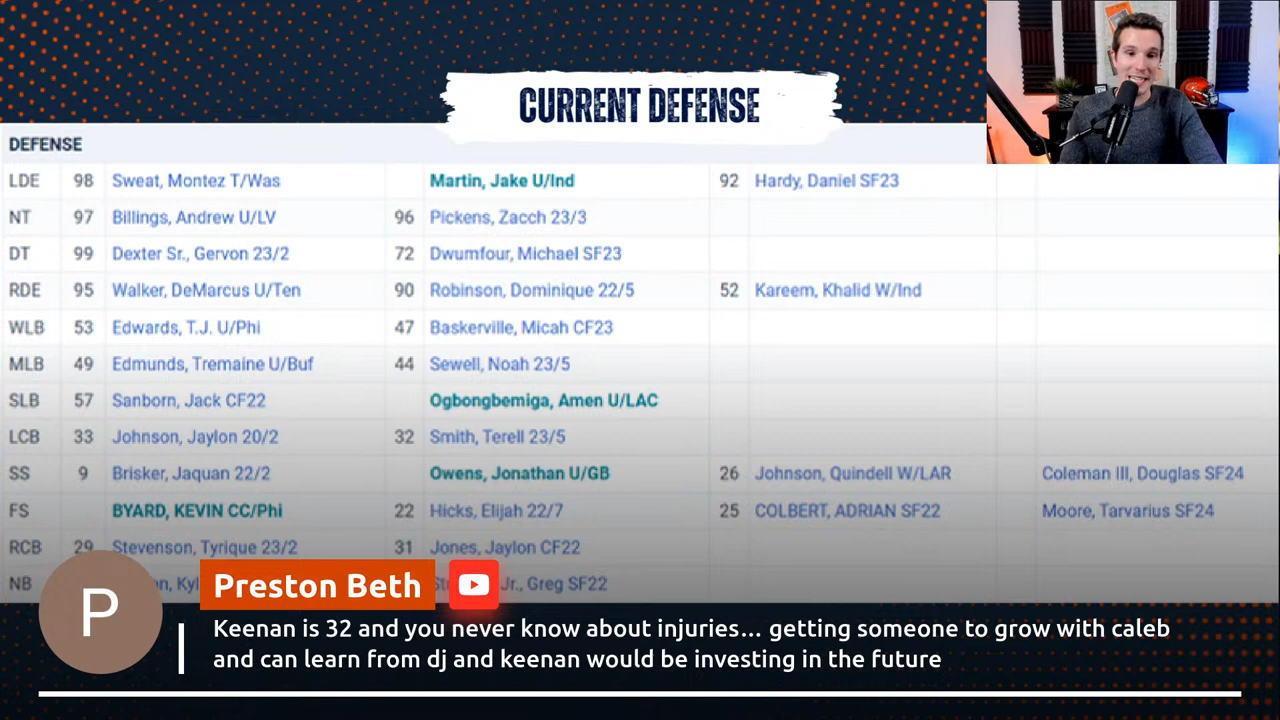 CURRENT DEFENSE
DEFENSE
LDE 98 Sweat, Montez T/Was Martin, Jake U/Ind 92 Hardy, Daniel SF23
NT 97 Billings, Andrew U/LV 96 Pickens, Zacch 23/3
DT 99 Dexter Sr., Gervon 23/2 72 Dwumfour, Michael SF23
RDE 95 Walker, DeMarcus U/Ten 90 Robinson, Dominique 22/5 52 Kareem, Khalid W/Ind
WLB 53 Edwards, T.J. U/Phi 47 Baskerville, Micah CF23
MLB 49 Edmunds, Tremaine U/Buf 44 Sewell, Noah 23/5
SLB 57 Sanborn, Jack CF22 Ogbongbemiga, Amen U/LAC
LCB 33 Johnson, Jaylon 20/2 32 Smith, Terell 23/5
SS 9 Brisker, Jaquan 22/2 Owens, Jonathan U/GB 26 Johnson, Quindell W/LAR Coleman III, Douglas SF24
FS BYARD, KEVIN CC/Phi 22 Hicks, Elijah 22/7 25 COLBERT, ADRIAN SF22 Moore, Tarvarius SF24
RCB 29 Stevenson, Tyrique 23/2 31 Jones, Jaylon CF22
NB Jr., Greg SF22
P
Preston Beth
Keenan is 32 and you never know about injuries... getting someone to grow with caleb
and can learn from dj and keenan would be investing in the future